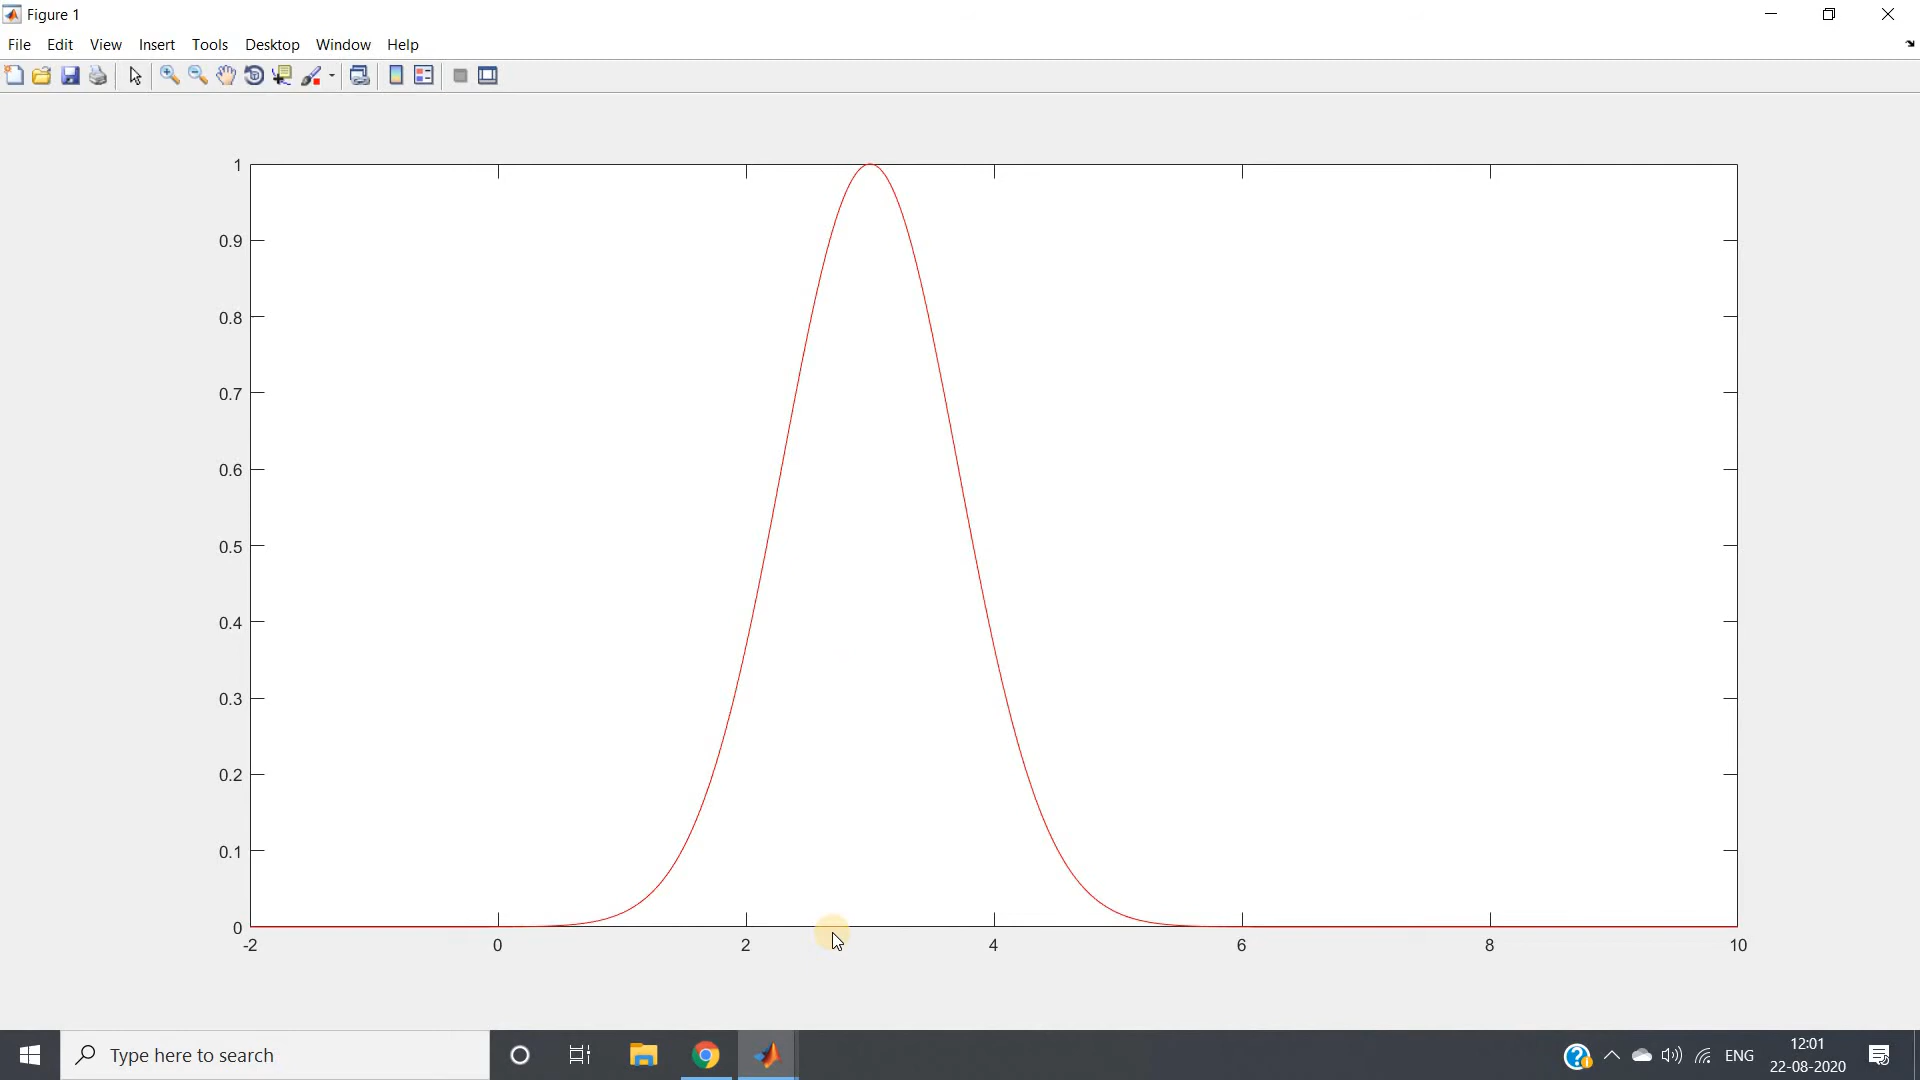 Figure 1
File Edit View Insert Tools Desktop Window Help
1
0.9
0.8
0.7
0.6
0.5
0.4
0.3
0.2
0.1
0
-2 0 2 4 6 8 10
Type here to search
ENG
12:01
22-08-2020